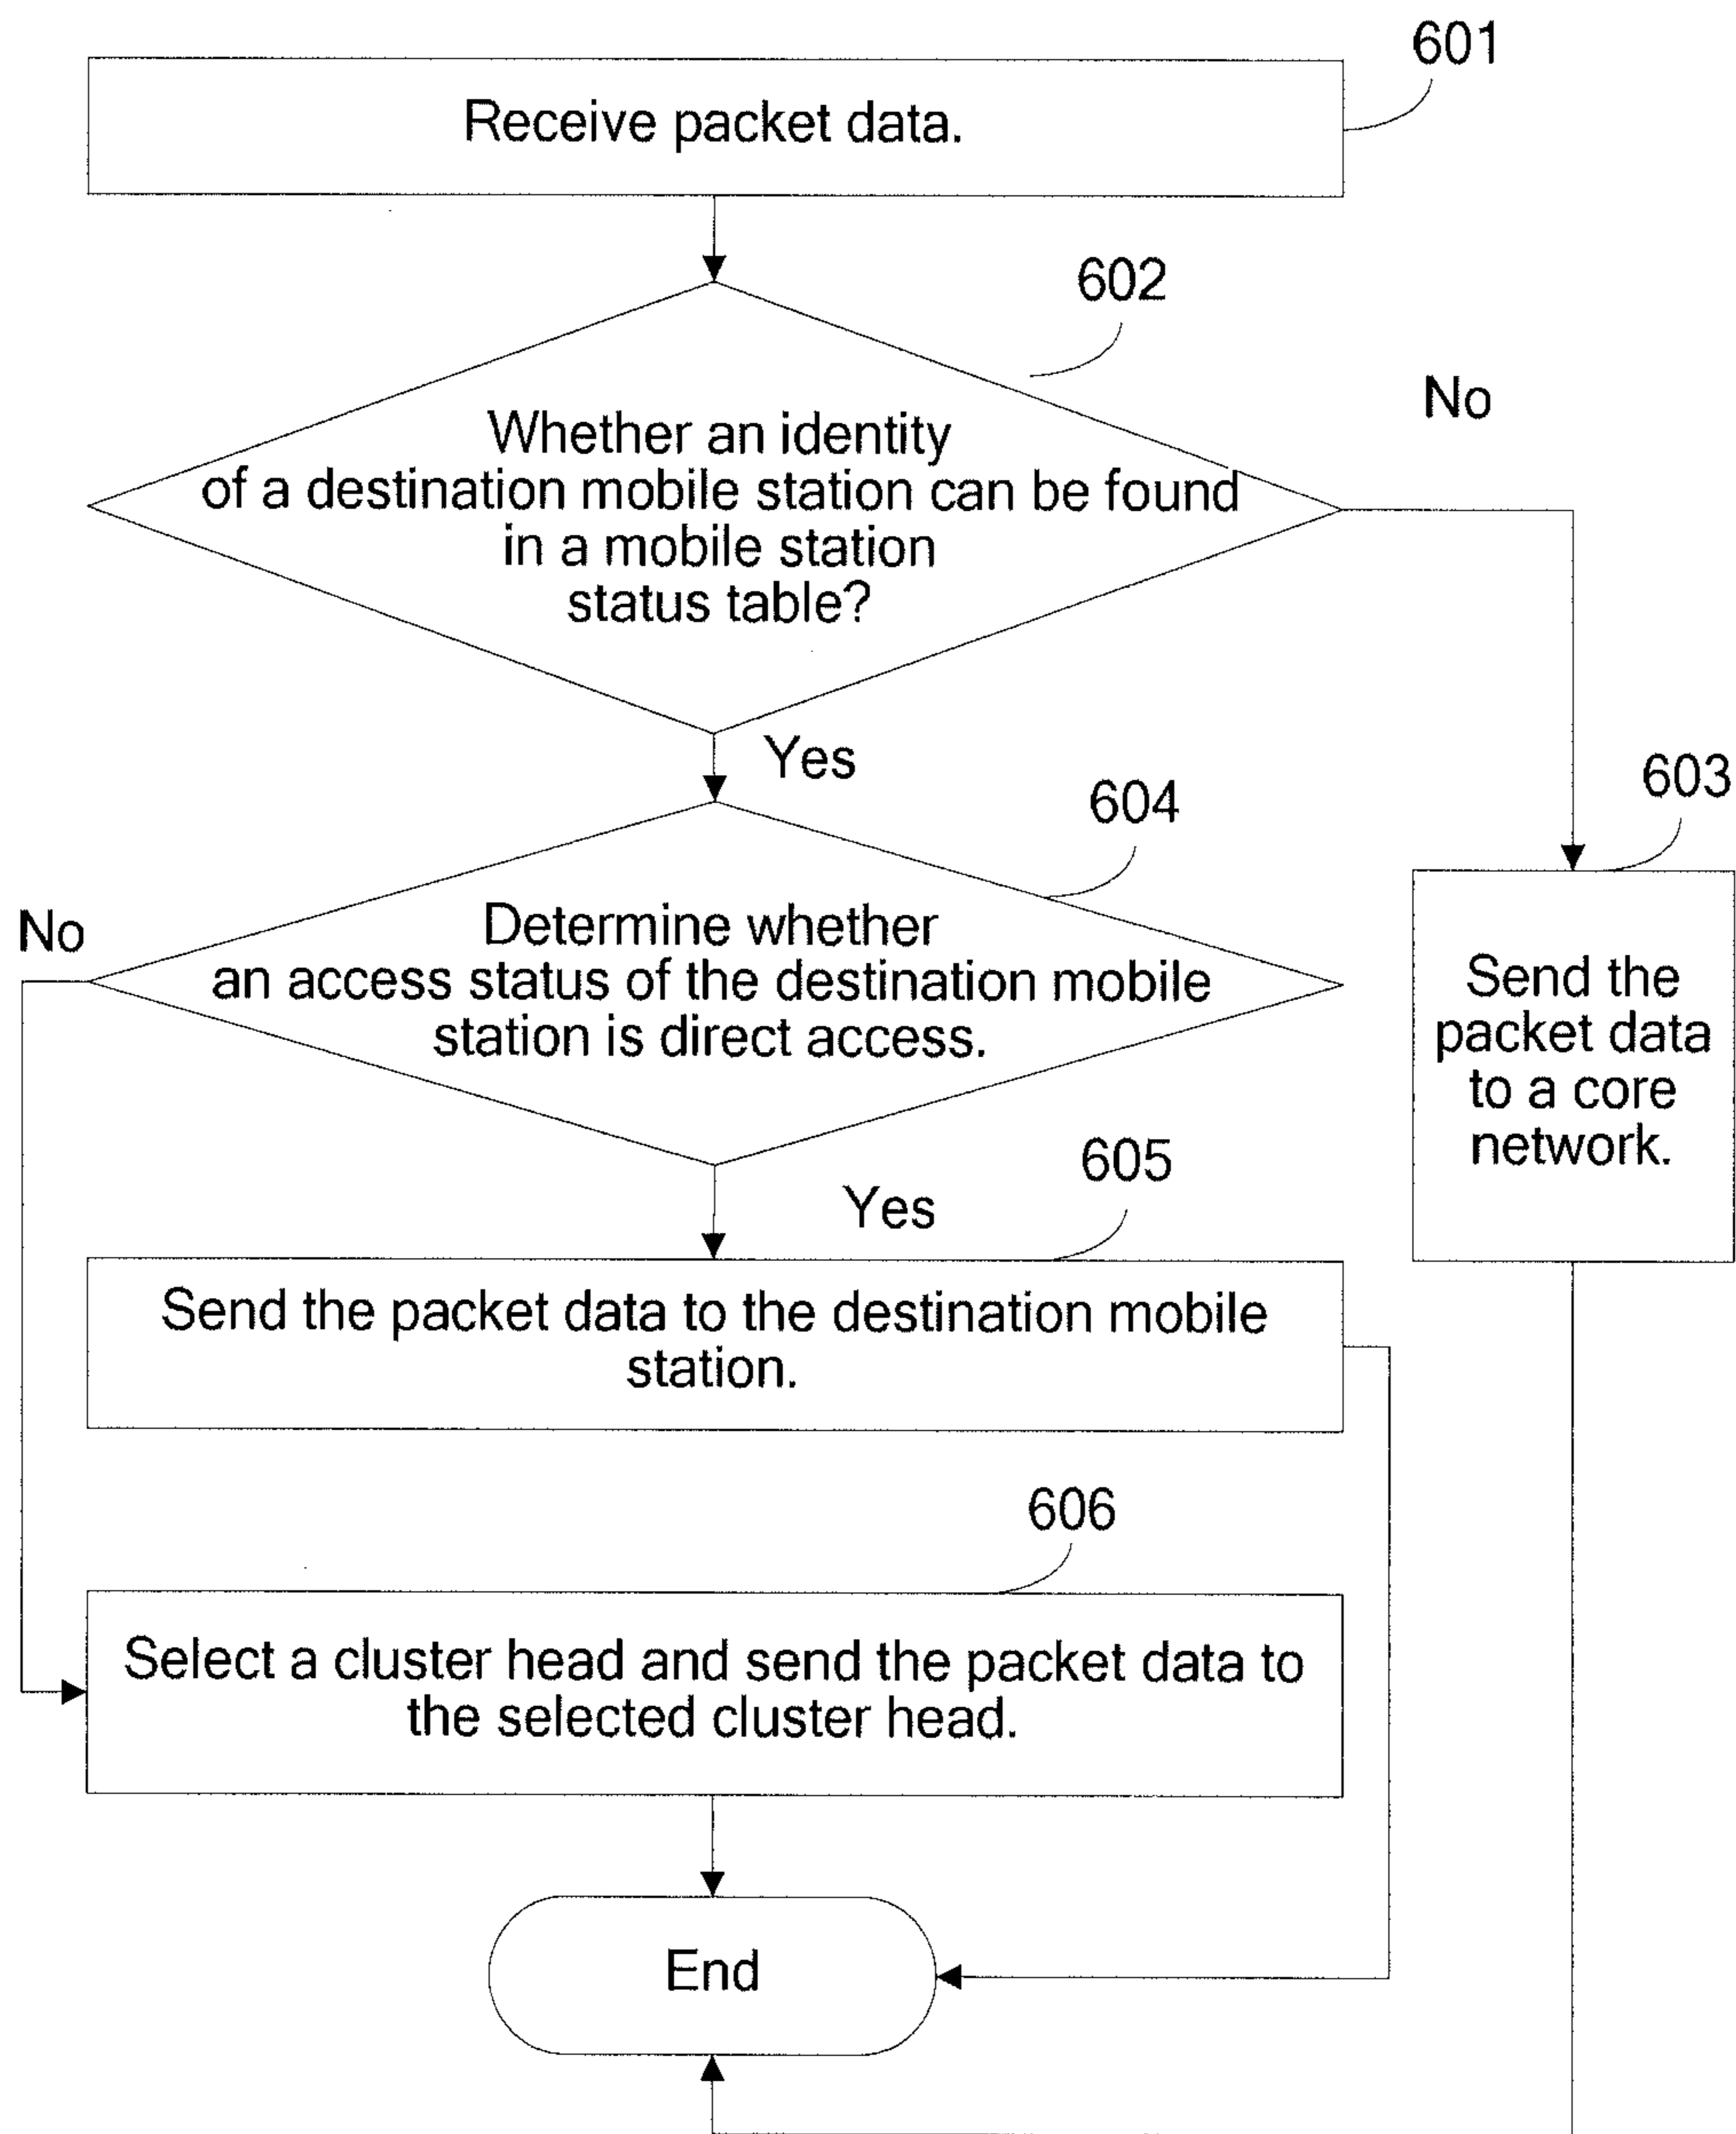 601
Receive packet data.
602
No
Whether an identity
of a destination mobile station can be found
in a mobile station
status table?
Yes
603
604
No
Determine whether
an access status of the destination mobile
station is direct access.
Send the
packet data
to a core
network.
605
Yes
Send the packet data to the destination mobile
station.
606
Select a cluster head and send the packet data to
the selected cluster head.
End